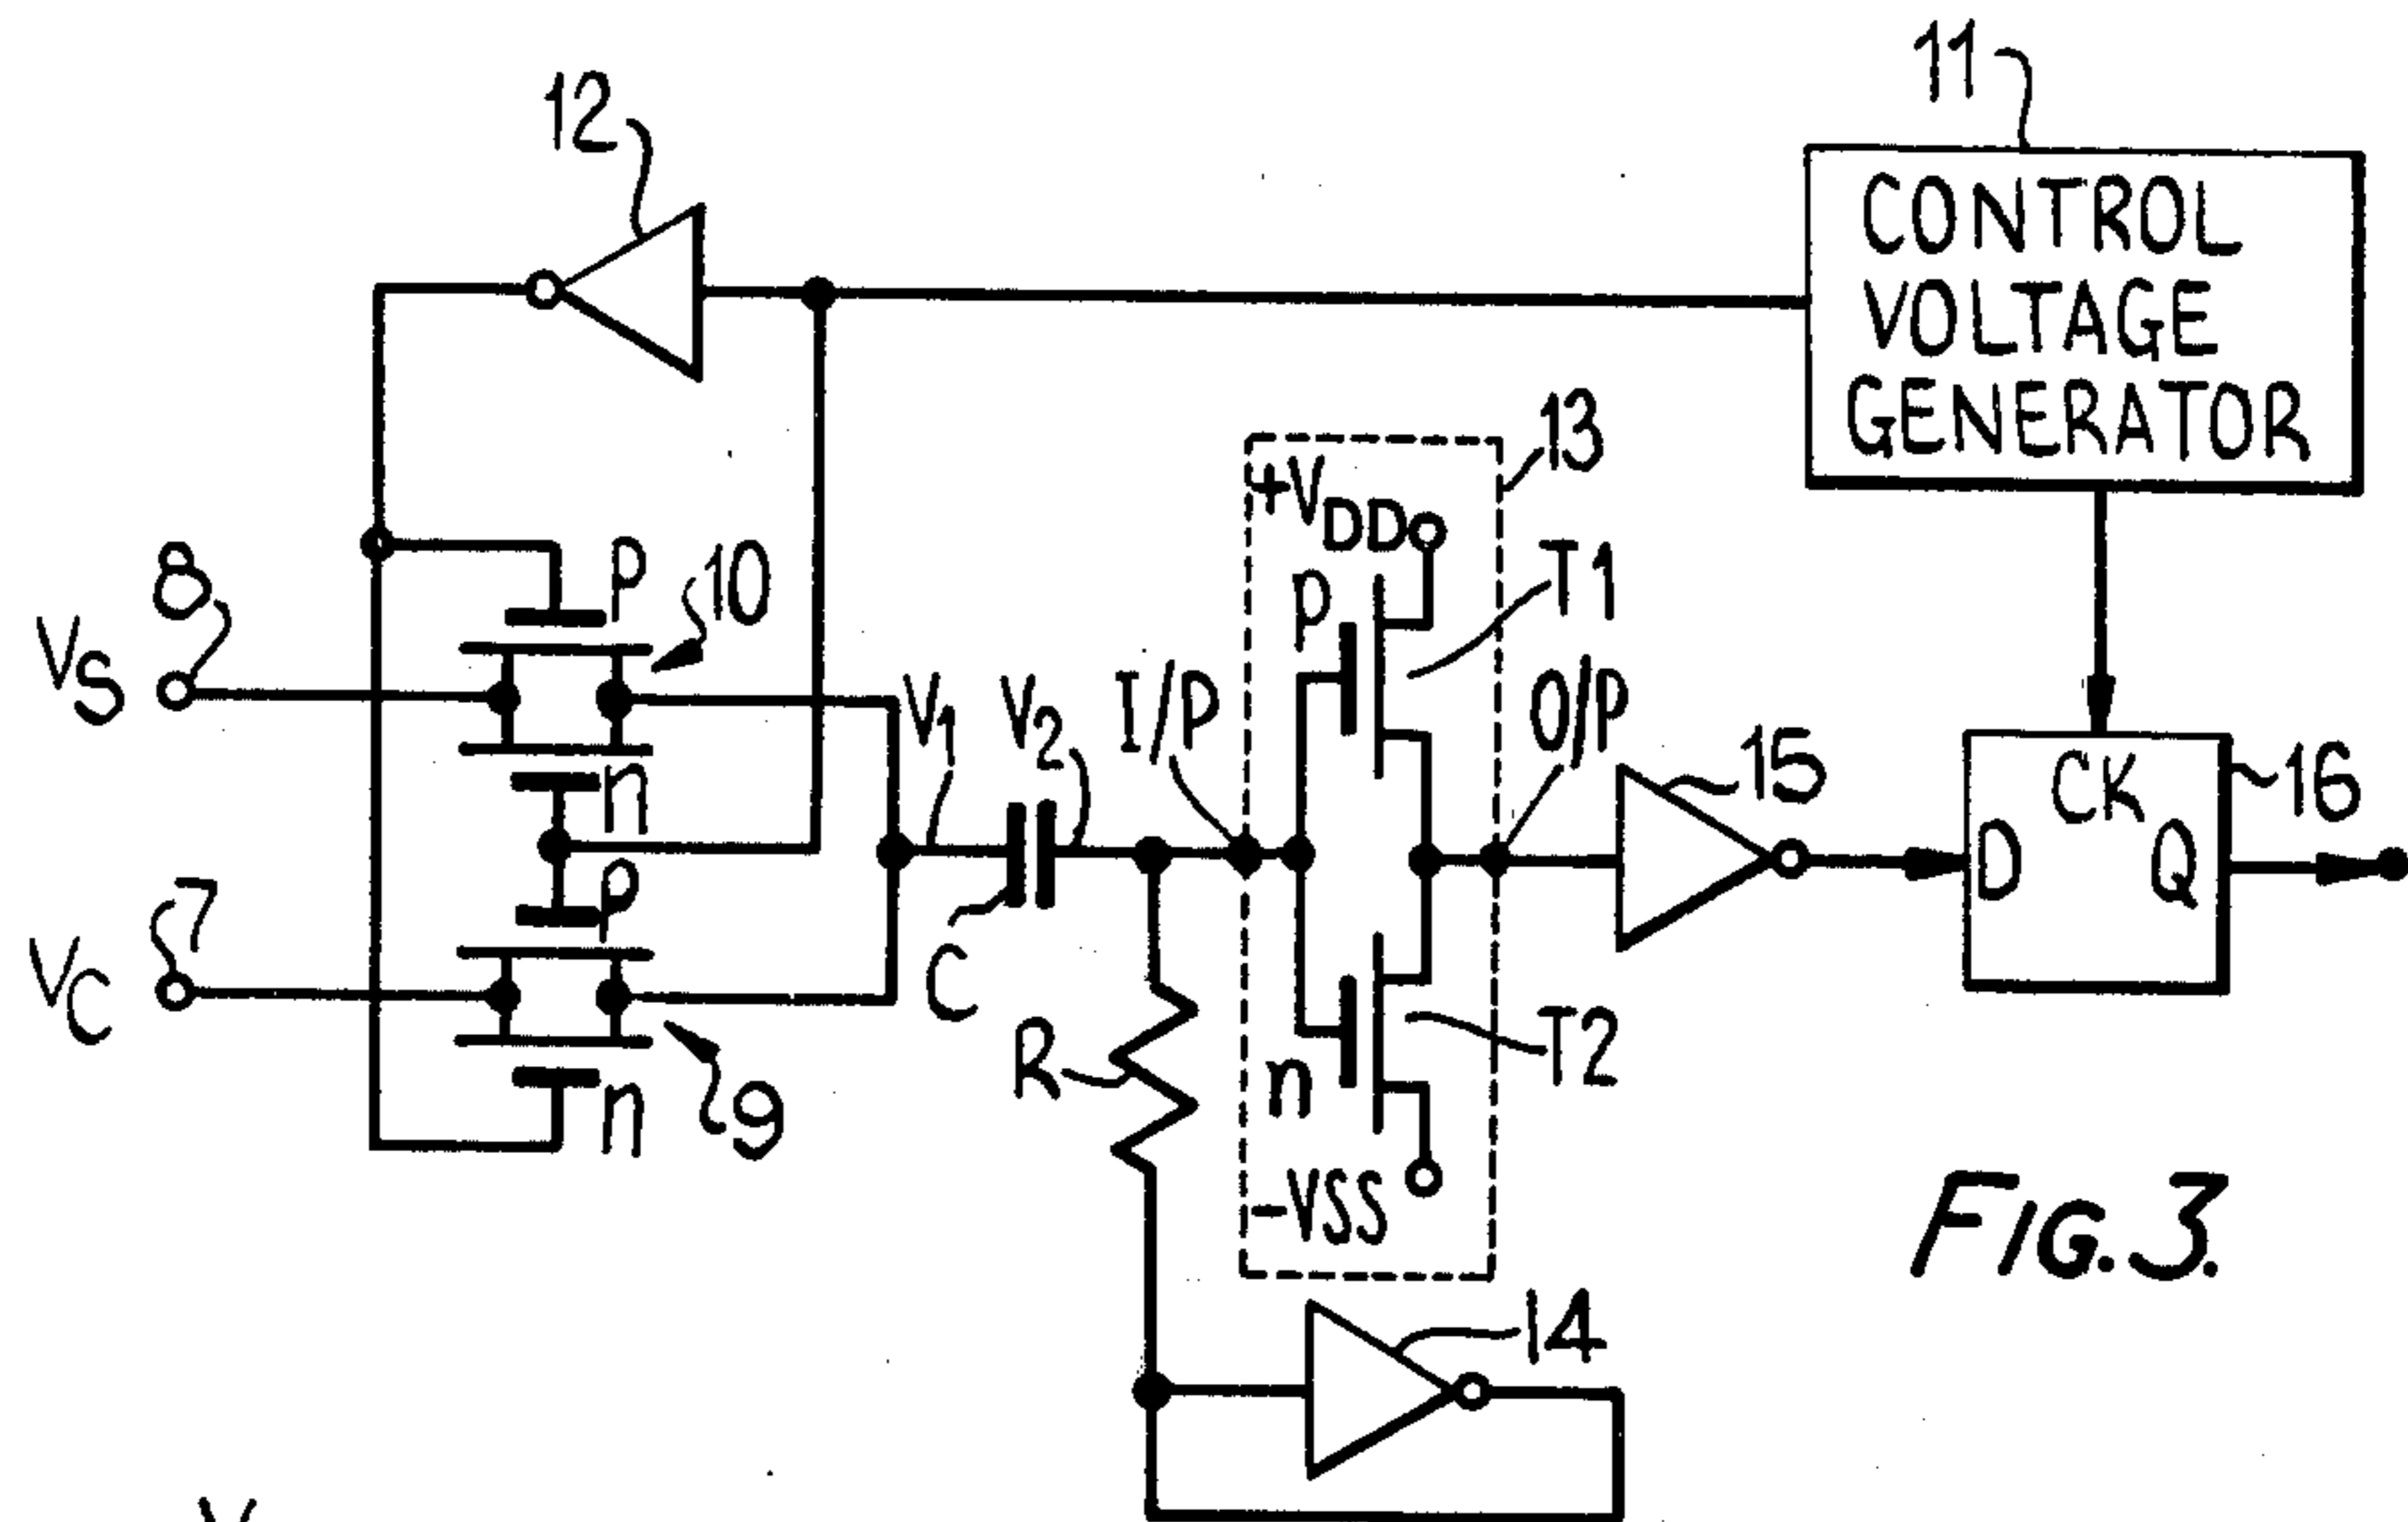 11
12
CONTROL
VOLTAGE
GENERATOR
13
+VDD
8
p
10
p
T1
VS
V1
V2
I/P
O/P
15
n
CK
16
D
Q
7
p
VC
C
R
n
T2
n
9
-VSS
FIG.3.
14